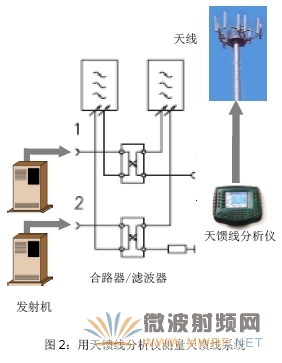 天线
1
2
天馈线分析仪
合路器/滤波器
发射机
微波射频网
图 2：用天馈线分析仪测量天馈线系统